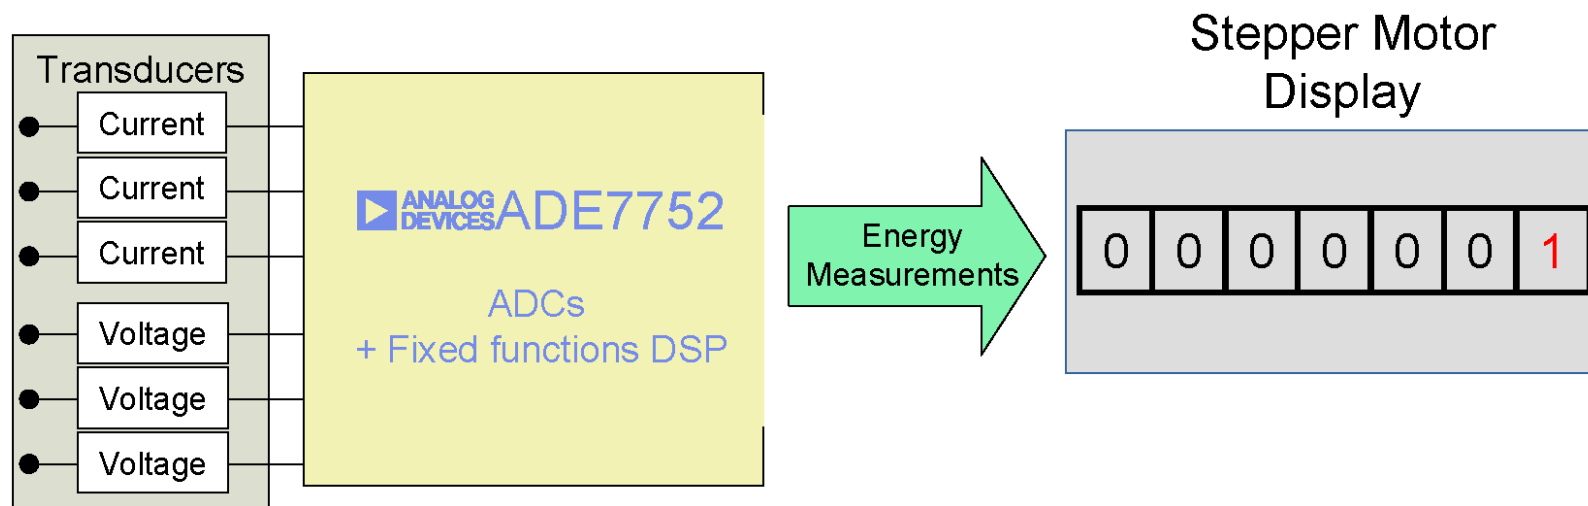 Transducers
Current
Current
Current
Voltage
Voltage
Voltage
ANALOG
DEVICES
ADE7752
ADCs
+ Fixed functions DSP
Energy
Measurements
Stepper Motor
Display
0 0 0 0 0 0 1